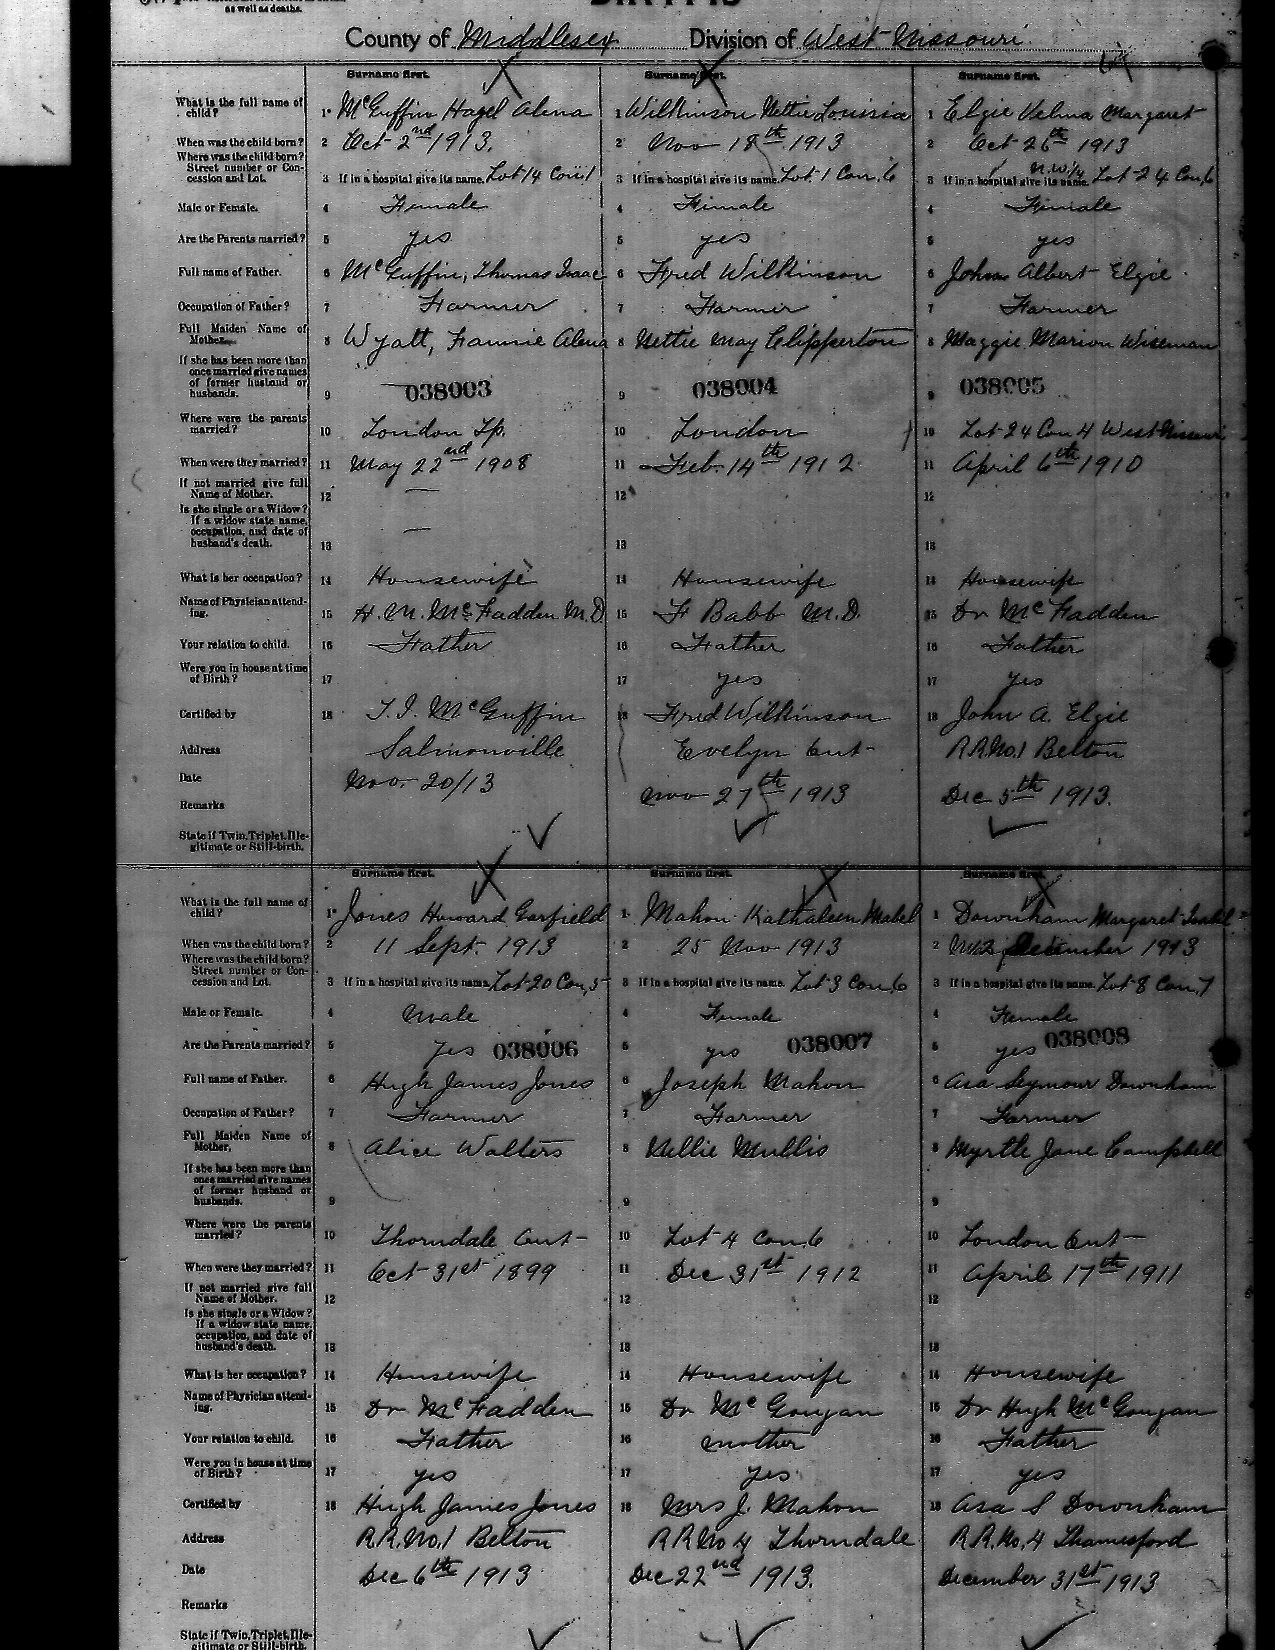 as well as deaths.
BIRTHS
County of Middlesex Division of West Missouri
Surname first. Surname first. Surname first.
What is the full name of child? 1 McGuffin Hazel Alena 1 Wilkinson Nettie Louisia 1 Elgie Velma Margaret
When was the child born? 2 Oct 2nd 1913. 2 Nov 18th 1913 2 Oct 26th 1913
Where was the child born? Street number or Concession and Lot. 3 If in a hospital give its name. Lot 14 Con 1 3 If in a hospital give its name. Lot 1 Con. 6 3 If in a hospital give its name. N.W.1/4 Lot 24 Con 6
Male or Female. 4 Female 4 Female 4 Female
Are the Parents married? 5 yes 5 yes 5 yes
Full name of Father. 6 McGuffin, Thomas Isaac 6 Fred Wilkinson 6 John Albert Elgie
Occupation of Father? 7 Farmer 7 Farmer 7 Farmer
Full Maiden Name of Mother. 8 Wyatt, Fannie Alena 8 Nettie May Clipperton 8 Maggie Marion Wiseman
If she has been more than once married give names of former husband or husbands. 9 038003 9 038004 9 038005
Where were the parents married? 10 London Tp. 10 London 10 Lot 24 Con 4 West Missouri
When were they married? 11 May 22nd 1908 11 Feb. 14th 1912 11 April 6th 1910
If not married give full Name of Mother. 12 — 12 12
Is she single or a Widow? If a widow state name, occupation, and date of husband's death. 13 — 13 13
What is her occupation? 14 Housewife 14 Housewife 14 Housewife
Name of Physician attending. 15 H. M. McFadden M.D 15 F Babb M.D. 15 Dr McFadden
Your relation to child. 16 Father 16 Father 16 Father
Were you in house at time of Birth? 17 17 yes 17 yes
Certified by 18 T. I. McGuffin 18 Fred Wilkinson 18 John A. Elgie
Address Salmonville Evelyn Ont R.R.No.1 Belton
Date Nov. 20/13 Nov 27th 1913 Dec 5th 1913.
Remarks
State if Twin, Triplet, Illegitimate or Still-birth.
Surname first. Surname first. Surname first.
What is the full name of child? 1 Jones Howard Garfield 1 Mahon Kathaleen Mabel 1 Downham Margaret Isabel
When was the child born? 2 11 Sept. 1913 2 25 Nov 1913 2 December 1913
Where was the child born? Street number or Concession and Lot. 3 If in a hospital give its name. Lot 20 Con, 5 3 If in a hospital give its name. Lot 3 Con. 6 3 If in a hospital give its name. Lot 8 Con. 7
Male or Female. 4 Male 4 Female 4 Female
Are the Parents married? 5 Yes 038006 5 yes 038007 5 yes 038008
Full name of Father. 6 Hugh James Jones 6 Joseph Mahon 6 Asa Seymour Downham
Occupation of Father? 7 Farmer 7 Farmer 7 Farmer
Full Maiden Name of Mother, 8 Alice Walters 8 Nellie Mullis 8 Myrtle Jane Campbell
If she has been more than once married give names of former husband or husbands. 9 9 9
Where were the parents married? 10 Thorndale Ont 10 Lot 4 Con. 6 10 London Ont
When were they married? 11 Oct 31st 1899 11 Dec 31st 1912 11 April 17th 1911
If not married give full Name of Mother. 12 12 12
Is she single or a Widow? If a widow state name, occupation, and date of husband's death. 13 13 13
What is her occupation? 14 Housewife 14 Housewife 14 Housewife
Name of Physician attending. 15 Dr McFadden 15 Dr McGougan 15 Dr Hugh McGougan
Your relation to child. 16 Father 16 Mother 16 Father
Were you in house at time of Birth? 17 yes 17 yes 17 yes
Certified by 18 Hugh James Jones 18 Mrs J. Mahon 18 Asa S Downham
Address R.R.No.1 Belton R R No 4 Thorndale R.R.No.4 Thamesford
Date Dec 6th 1913 Dec 22nd 1913. December 31st 1913
Remarks
State if Twin, Triplet, Illegitimate or Still-birth.